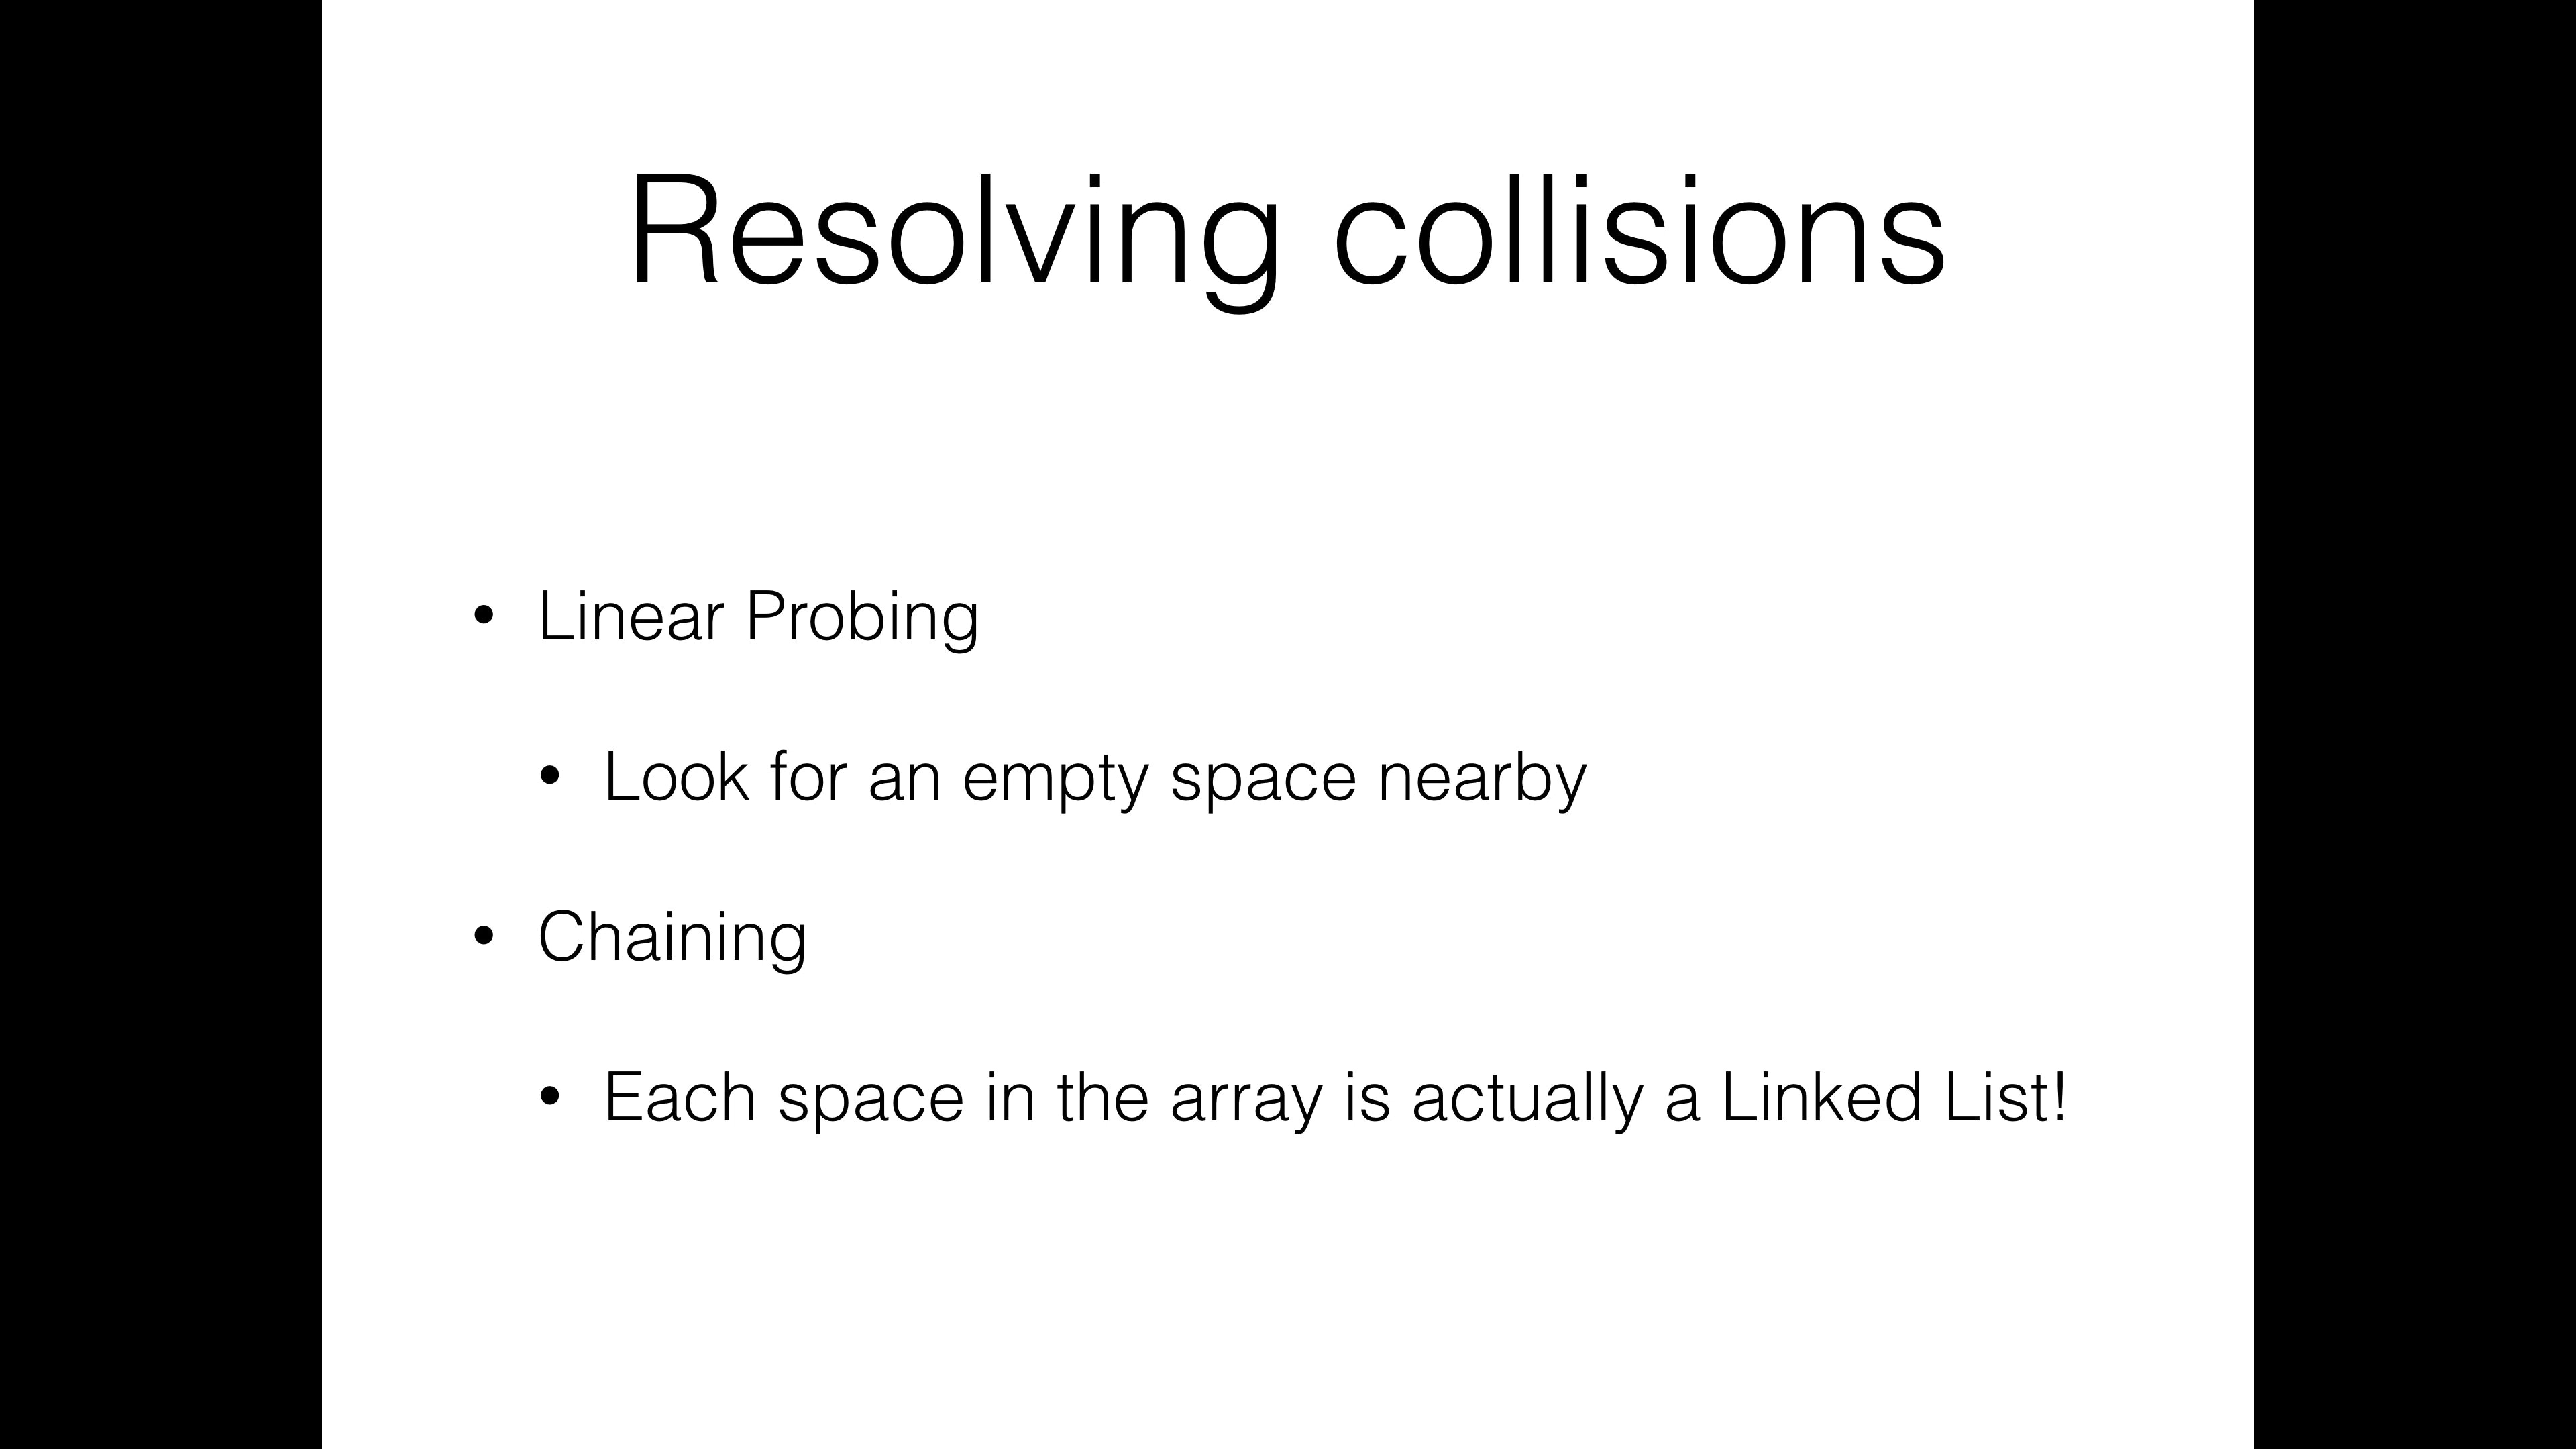 Resolving collisions
• Linear Probing
• Look for an empty space nearby
• Chaining
• Each space in the array is actually a Linked List!